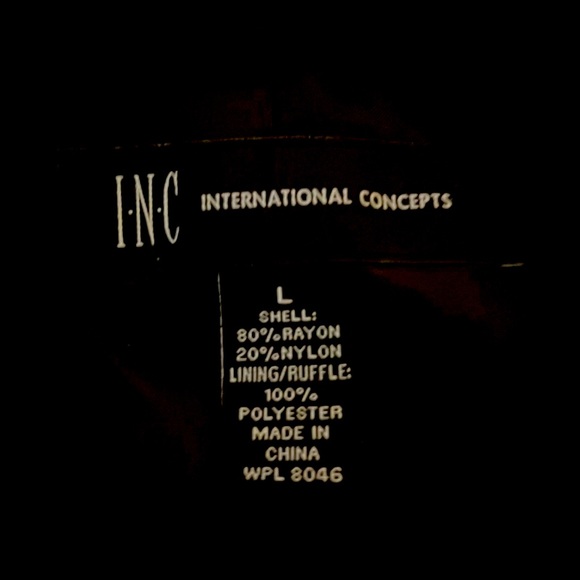 I·N·C INTERNATIONAL CONCEPTS
L
SHELL:
80%RAYON
20%NYLON
LINING/RUFFLE:
100%
POLYESTER
MADE IN
CHINA
WPL 8046